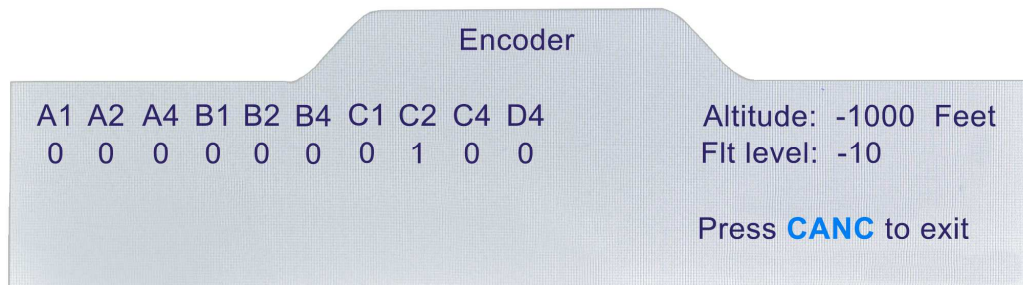 Encoder
A1 A2 A4 B1 B2 B4 C1 C2 C4 D4 Altitude: -1000 Feet
0 0 0 0 0 0 0 1 0 0 Flt level: -10
Press CANC to exit